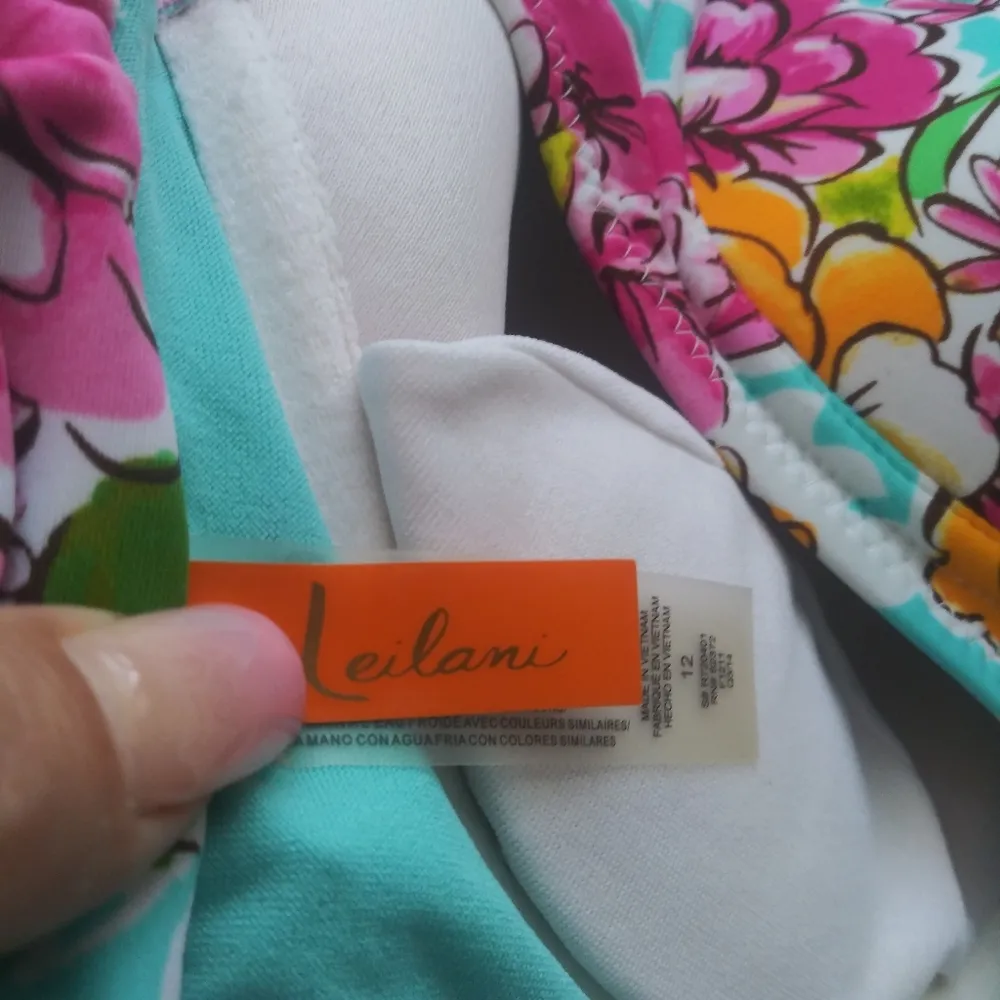 Leilani
FROIDE AVEC COULEURS SIMILAIRES/
A MANO CON AGUA FRIA CON COLORES SIMILARES
MADE IN VIETNAM
FABRIQUE EN VIETNAM
HECHO EN VIETNAM
12